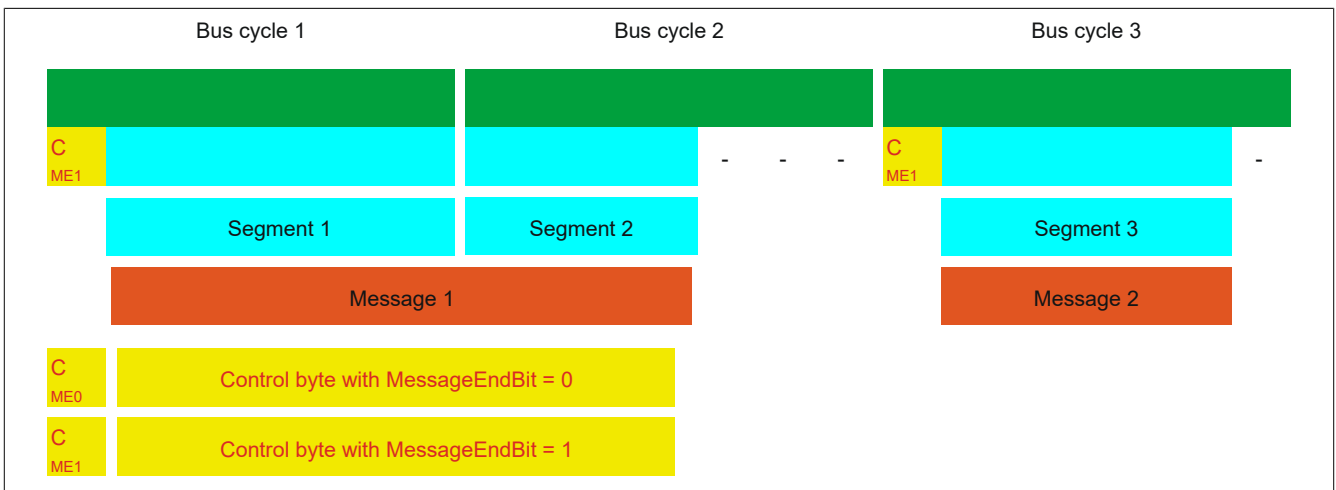 Bus cycle 1 Bus cycle 2 Bus cycle 3
C - - - C -
ME1 ME1
Segment 1 Segment 2 Segment 3
Message 1 Message 2
C
ME0 Control byte with MessageEndBit = 0
C
ME1 Control byte with MessageEndBit = 1